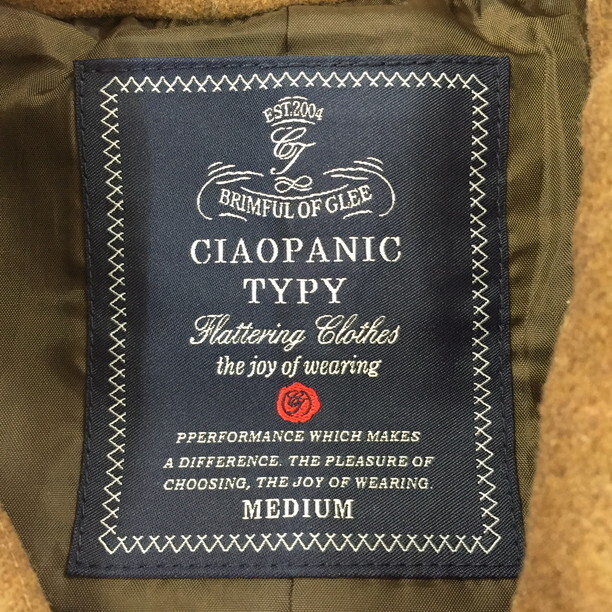 EST.2004
CT
BRIMFUL OF GLEE
CIAOPANIC
TYPY
Flattering Clothes
the joy of wearing
CT
PPERFORMANCE WHICH MAKES
A DIFFERENCE. THE PLEASURE OF
CHOOSING, THE JOY OF WEARING.
MEDIUM